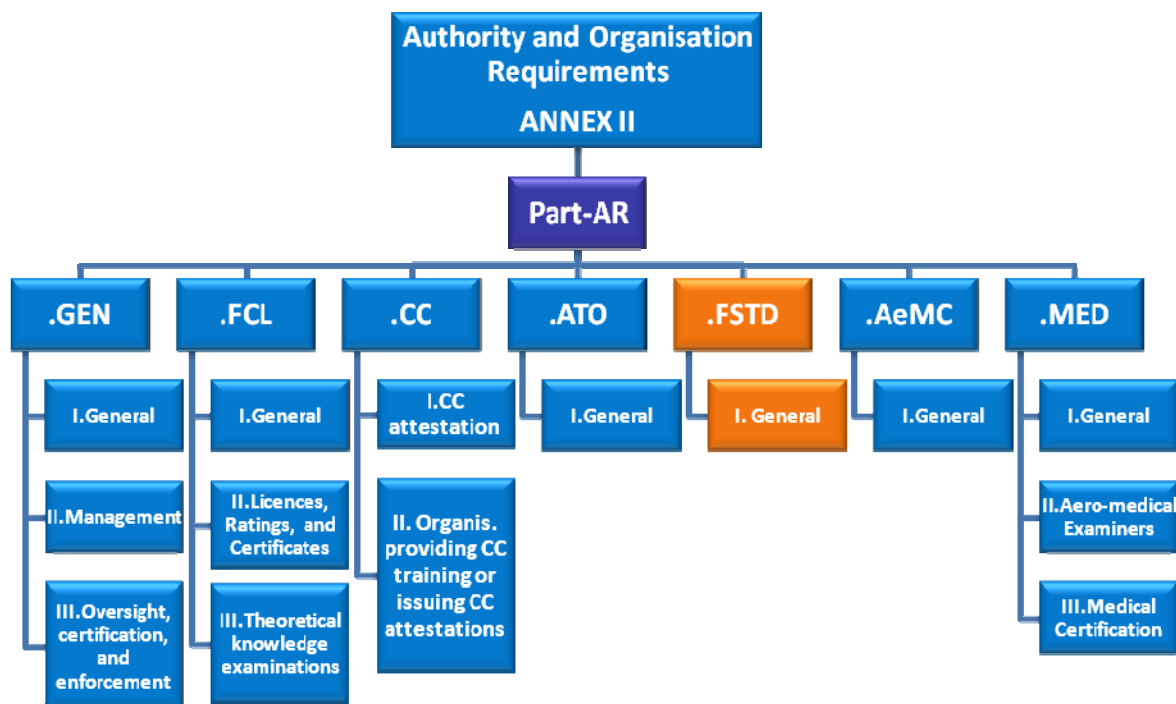 Authority and Organisation
Requirements
ANNEX II
Part-AR
.GEN
.FCL
.CC
.ATO
.FSTD
.AeMC
.MED
I.General
II.Management
III.Oversight,
certification,
and
enforcement
I.General
II.Licences,
Ratings, and
Certificates
III.Theoretical
knowledge
examinations
I.CC
attestation
II. Organis.
providing CC
training or
issuing CC
attestations
I.General
I. General
I.General
I.General
II.Aero-medical
Examiners
III.Medical
Certification